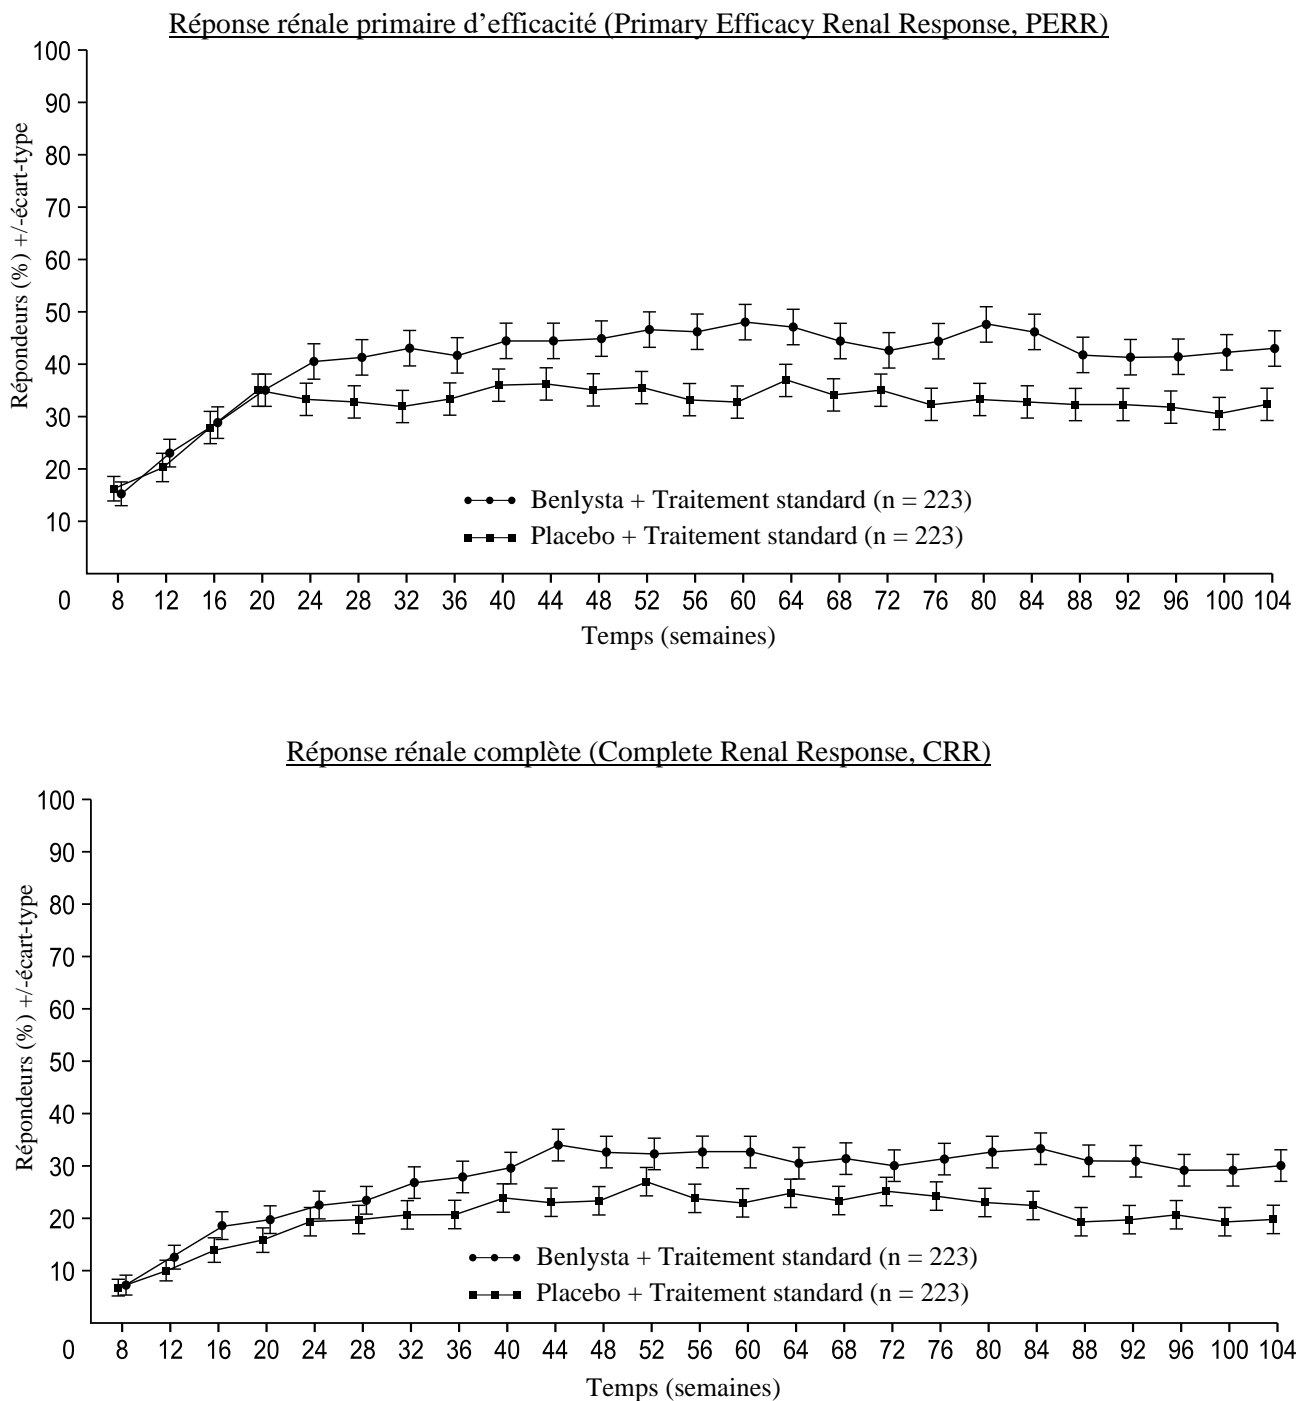 Réponse rénale primaire d’efficacité (Primary Efficacy Renal Response, PERR)
100
90
80
70
60
50
40
30
20
10
Répondeurs (%) +/-écart-type
Benlysta + Traitement standard (n = 223)
Placebo + Traitement standard (n = 223)
0 8 12 16 20 24 28 32 36 40 44 48 52 56 60 64 68 72 76 80 84 88 92 96 100 104
Temps (semaines)
Réponse rénale complète (Complete Renal Response, CRR)
100
90
80
70
60
50
40
30
20
10
Répondeurs (%) +/-écart-type
Benlysta + Traitement standard (n = 223)
Placebo + Traitement standard (n = 223)
0 8 12 16 20 24 28 32 36 40 44 48 52 56 60 64 68 72 76 80 84 88 92 96 100 104
Temps (semaines)